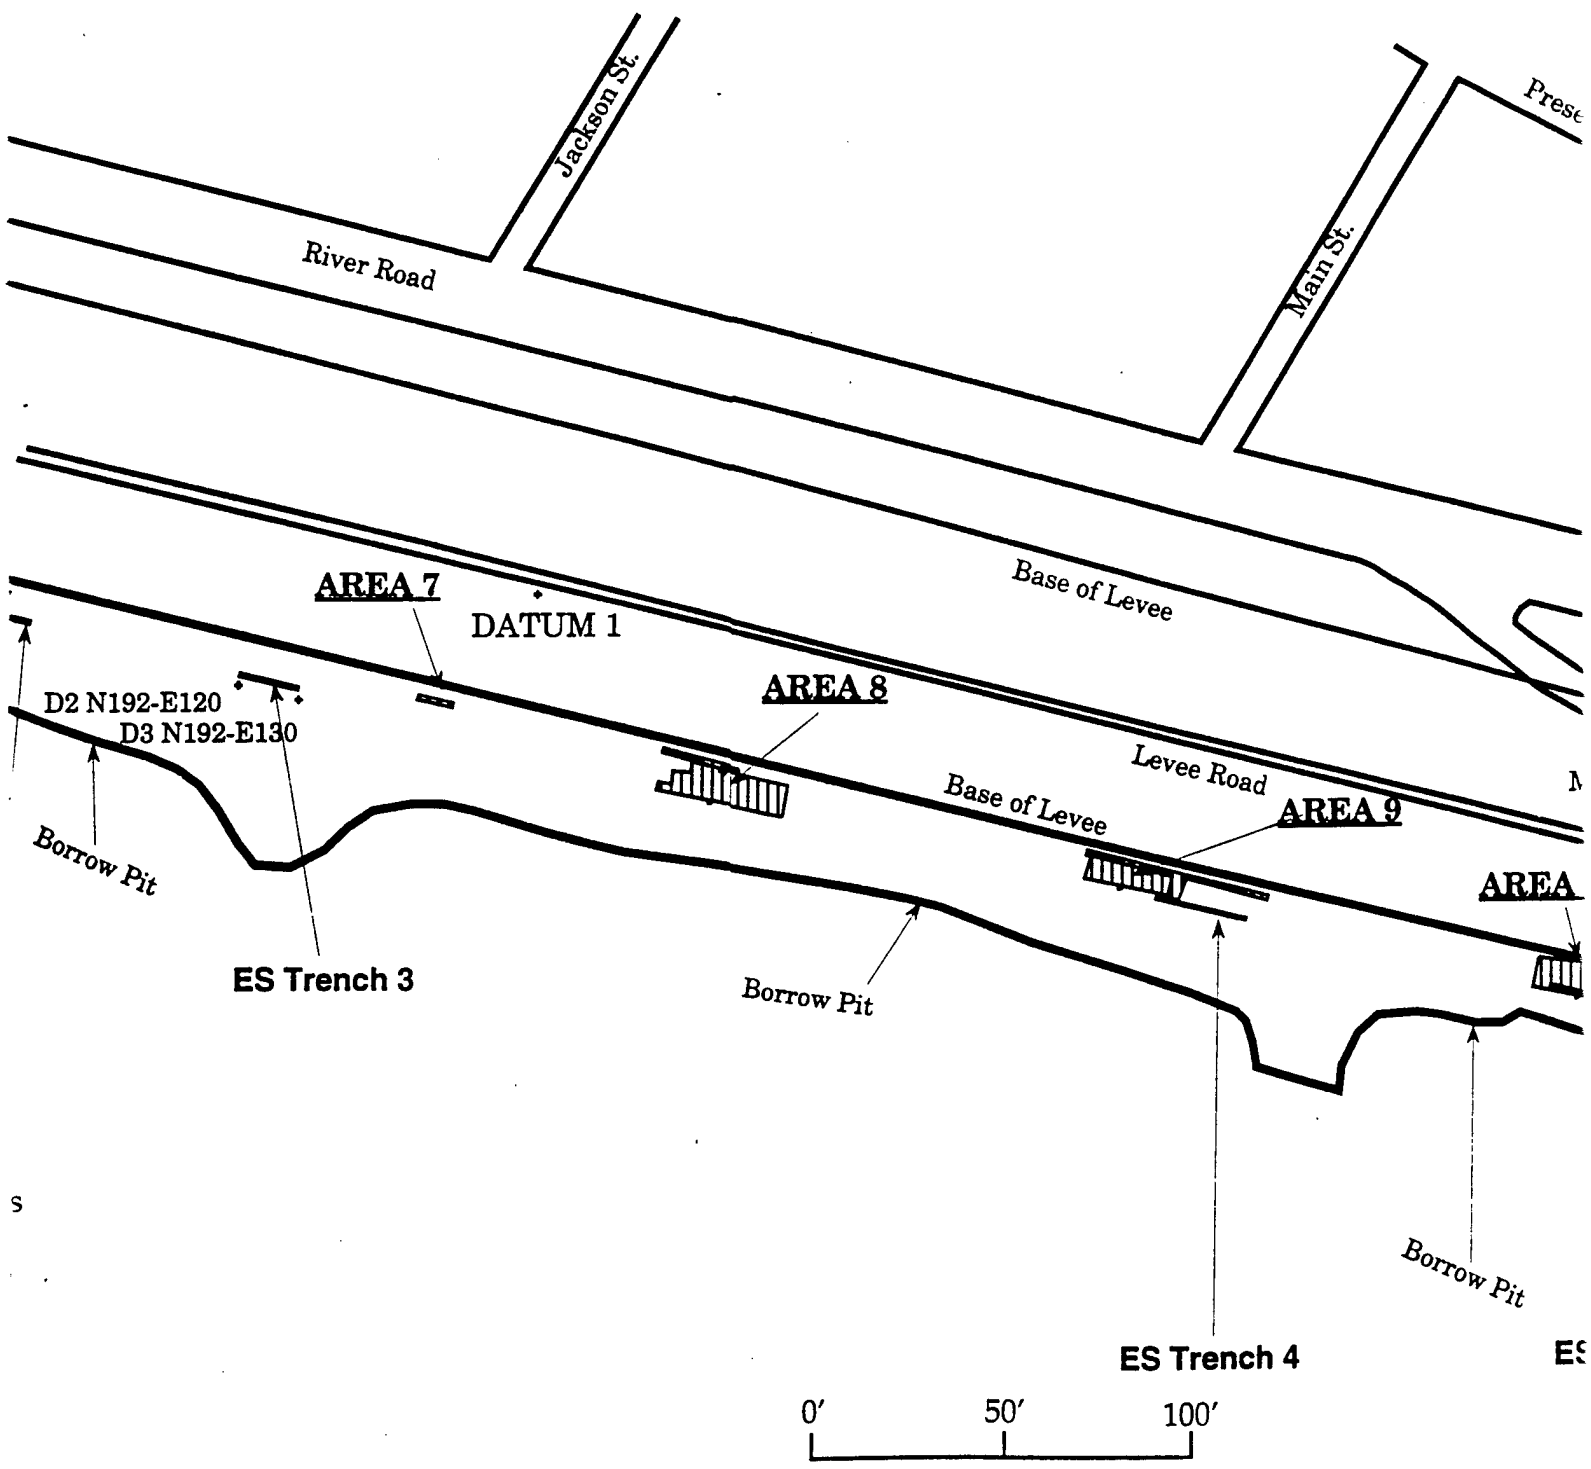 Jackson St.
Main St.
River Road
Base of Levee
AREA 7
DATUM 1
AREA 8
D2 N192-E120
D3 N192-E130
Levee Road
Base of Levee
AREA 9
AREA
Borrow Pit
ES Trench 3
Borrow Pit
s
Borrow Pit
ES Trench 4
0' 50' 100'